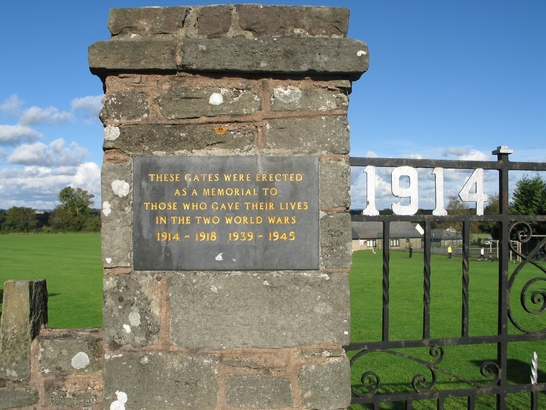 THESE GATES WERE ERECTED
AS A MEMORIAL TO
THOSE WHO GAVE THEIR LIVES
IN THE TWO WORLD WARS
1914 - 1918 1939 - 1945
1914